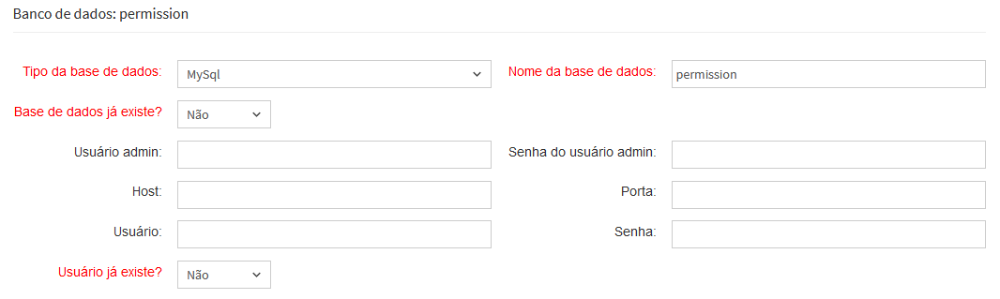 Banco de dados: permission
Tipo da base de dados: MySql Nome da base de dados: permission
Base de dados já existe? Não
Usuário admin: Senha do usuário admin:
Host: Porta:
Usuário: Senha:
Usuário já existe? Não